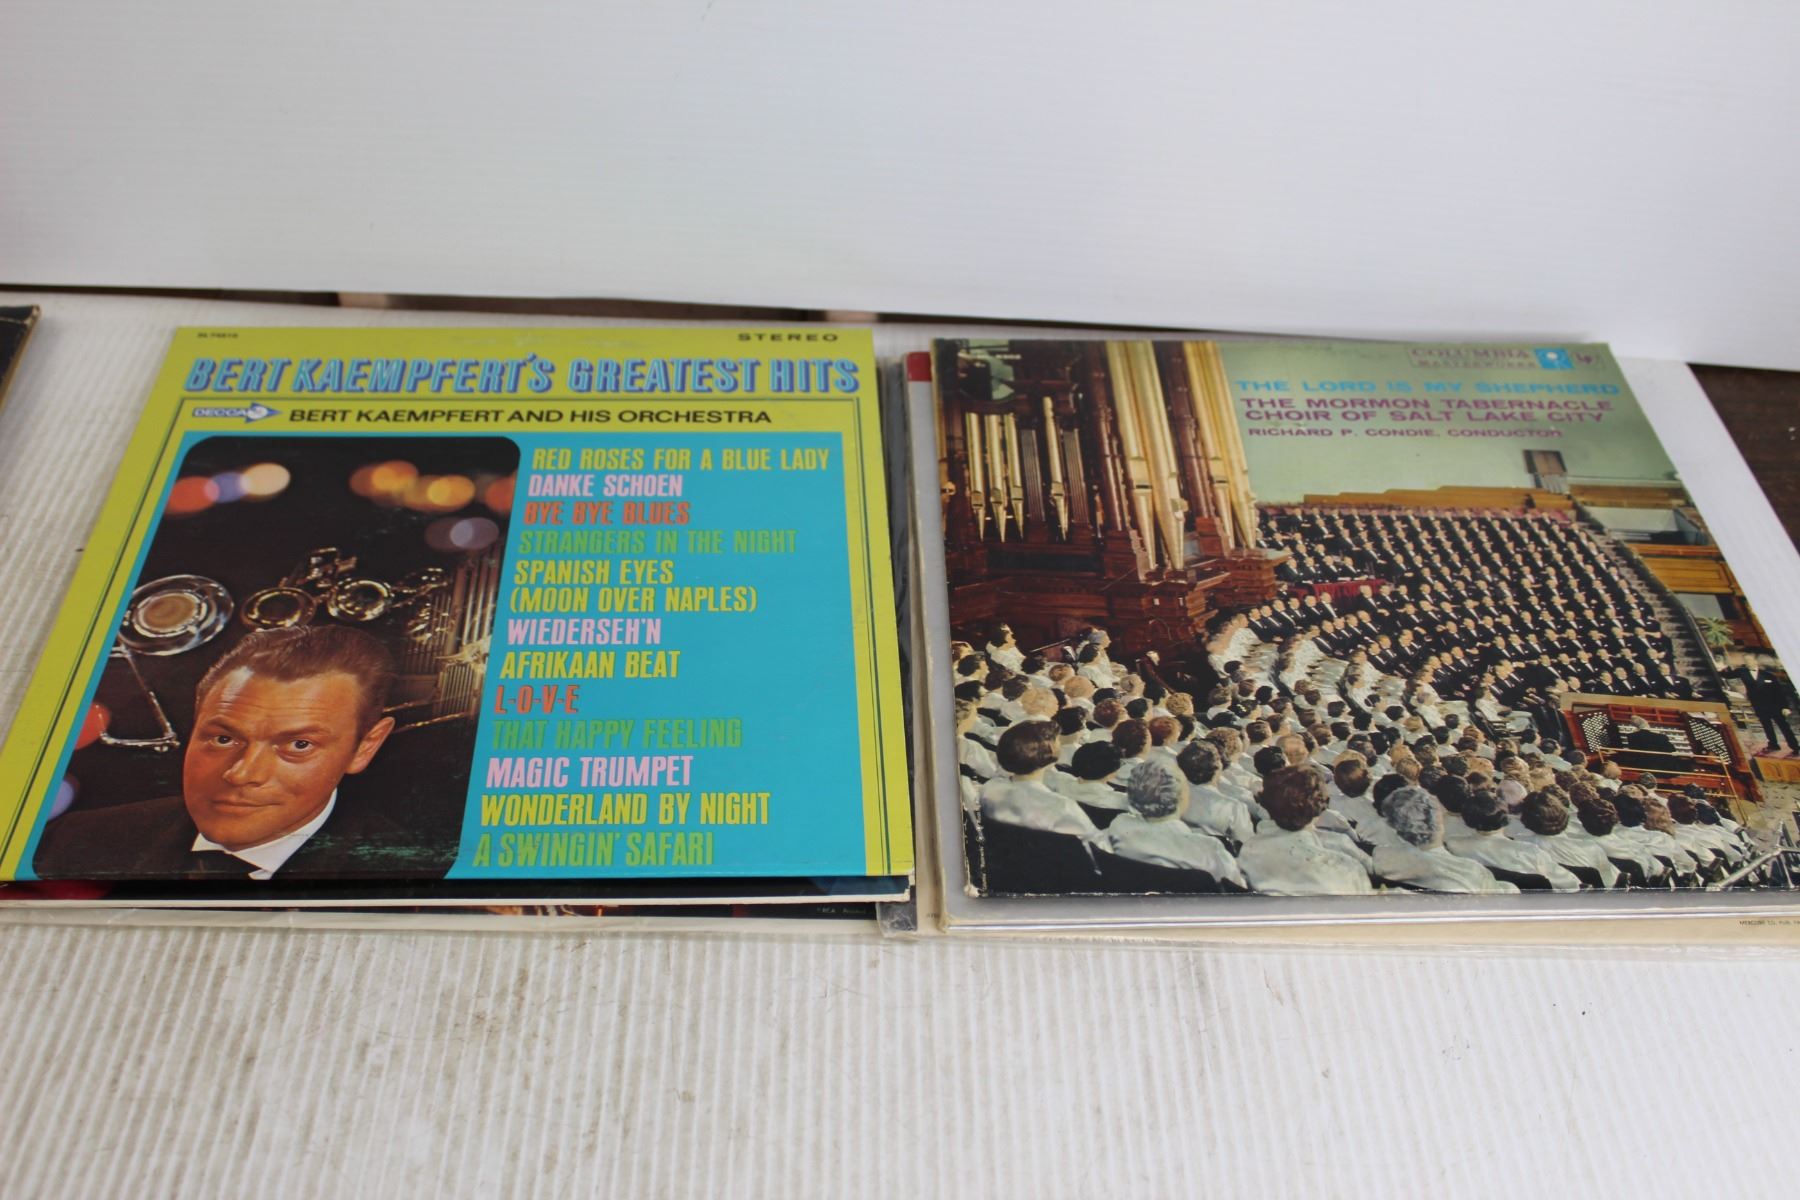 STEREO
BERT KAEMPFERT'S GREATEST HITS
DECCA
BERT KAEMPFERT AND HIS ORCHESTRA
RED ROSES FOR A BLUE LADY
DANKE SCHOEN
BYE BYE BLUES
STRANGERS IN THE NIGHT
SPANISH EYES
(MOON OVER NAPLES)
WIEDERSEH'N
AFRIKAAN BEAT
L-O-V-E
THAT HAPPY FEELING
MAGIC TRUMPET
WONDERLAND BY NIGHT
A SWINGIN' SAFARI
COLUMBIA
MASTERWORKS
LP
THE LORD IS MY SHEPHERD
THE MORMON TABERNACLE
CHOIR OF SALT LAKE CITY
RICHARD P. CONDIE, CONDUCTOR